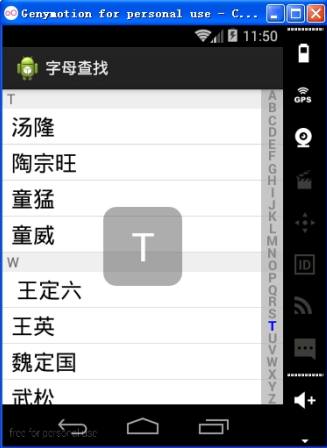 Genymotion for personal use - C...
11:50
字母查找
T
汤隆
陶宗旺
童猛
童威
T
W
王定六
王英
魏定国
武松
A
B
C
D
E
F
G
H
I
J
K
L
M
N
O
P
Q
R
S
T
U
V
W
X
Y
Z
GPS
ID
free for personal use